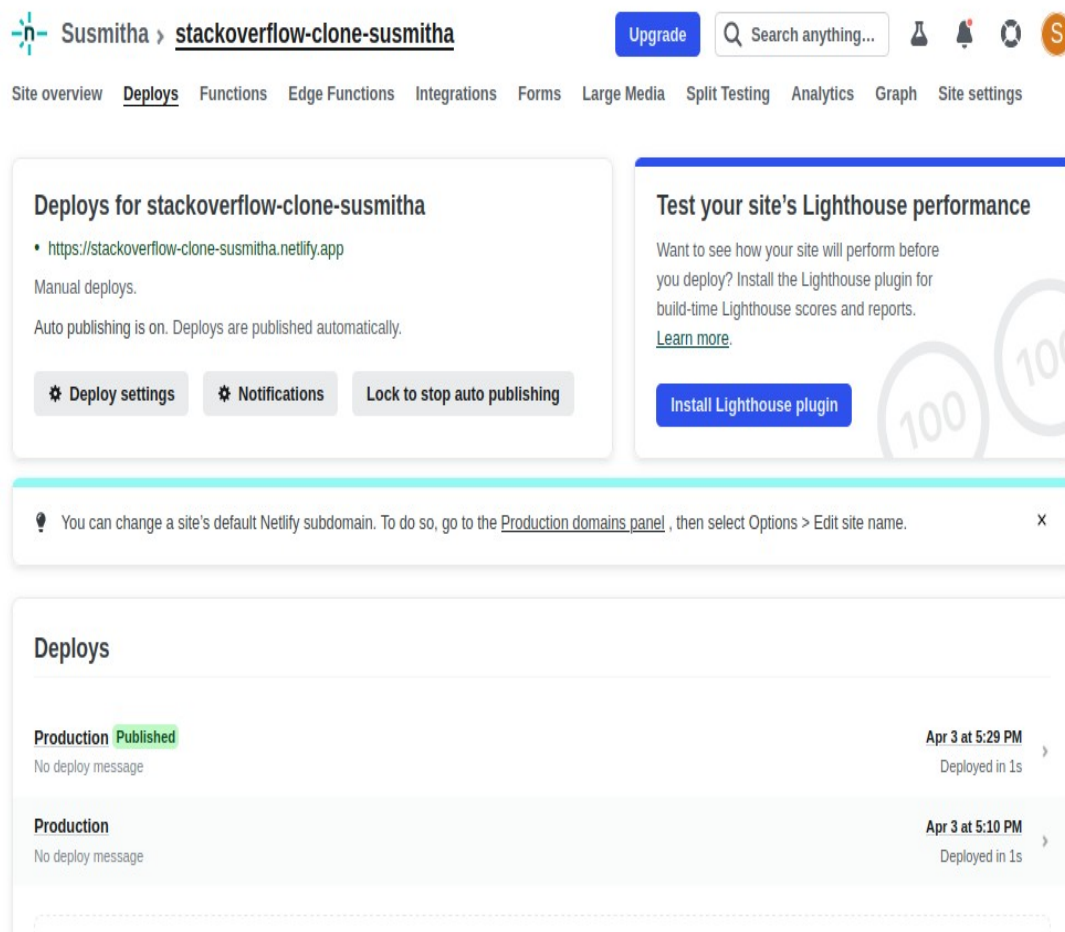 n Susmitha › stackoverflow-clone-susmitha Upgrade Search anything... S
Site overview Deploys Functions Edge Functions Integrations Forms Large Media Split Testing Analytics Graph Site settings
Deploys for stackoverflow-clone-susmitha
• https://stackoverflow-clone-susmitha.netlify.app
Manual deploys.
Auto publishing is on. Deploys are published automatically.
Deploy settings Notifications Lock to stop auto publishing
Test your site’s Lighthouse performance
Want to see how your site will perform before
you deploy? Install the Lighthouse plugin for
build-time Lighthouse scores and reports.
Learn more.
Install Lighthouse plugin
100
100
You can change a site’s default Netlify subdomain. To do so, go to the Production domains panel , then select Options > Edit site name.
Deploys
Production Published Apr 3 at 5:29 PM
No deploy message Deployed in 1s
Production Apr 3 at 5:10 PM
No deploy message Deployed in 1s